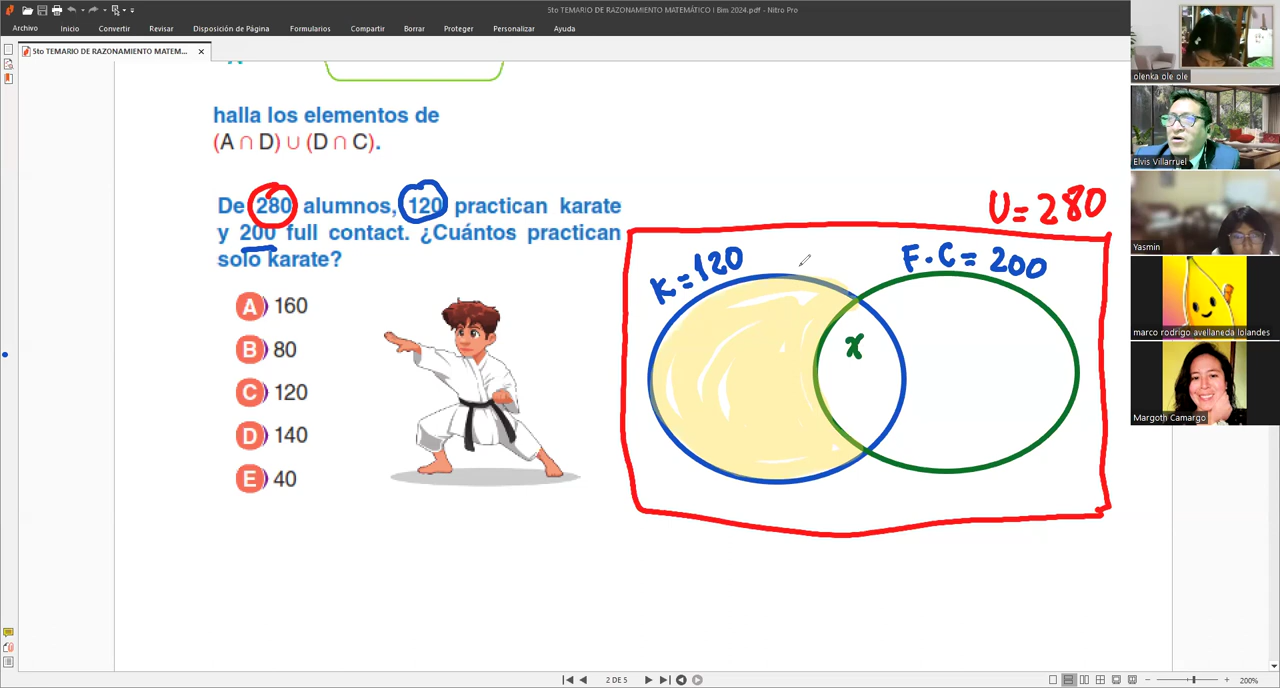 5to TEMARIO DE RAZONAMIENTO MATEMÁTICO I Bim 2024.pdf - Nitro Pro
Archivo Inicio Convertir Revisar Disposición de Página Formularios Compartir Borrar Proteger Personalizar Ayuda
5to TEMARIO DE RAZONAMIENTO MATEM...
halla los elementos de
(A ∩ D) ∪ (D ∩ C).
De 280 alumnos, 120 practican karate
y 200 full contact. ¿Cuántos practican
solo karate?
A) 160
B) 80
C) 120
D) 140
E) 40
U = 280
K = 120
F.C = 200
x
olenka ole ole
Elvis Villarruel
Yasmin
marco rodrigo avellaneda lolandes
Margoth Camargo
2 DE 5
200%